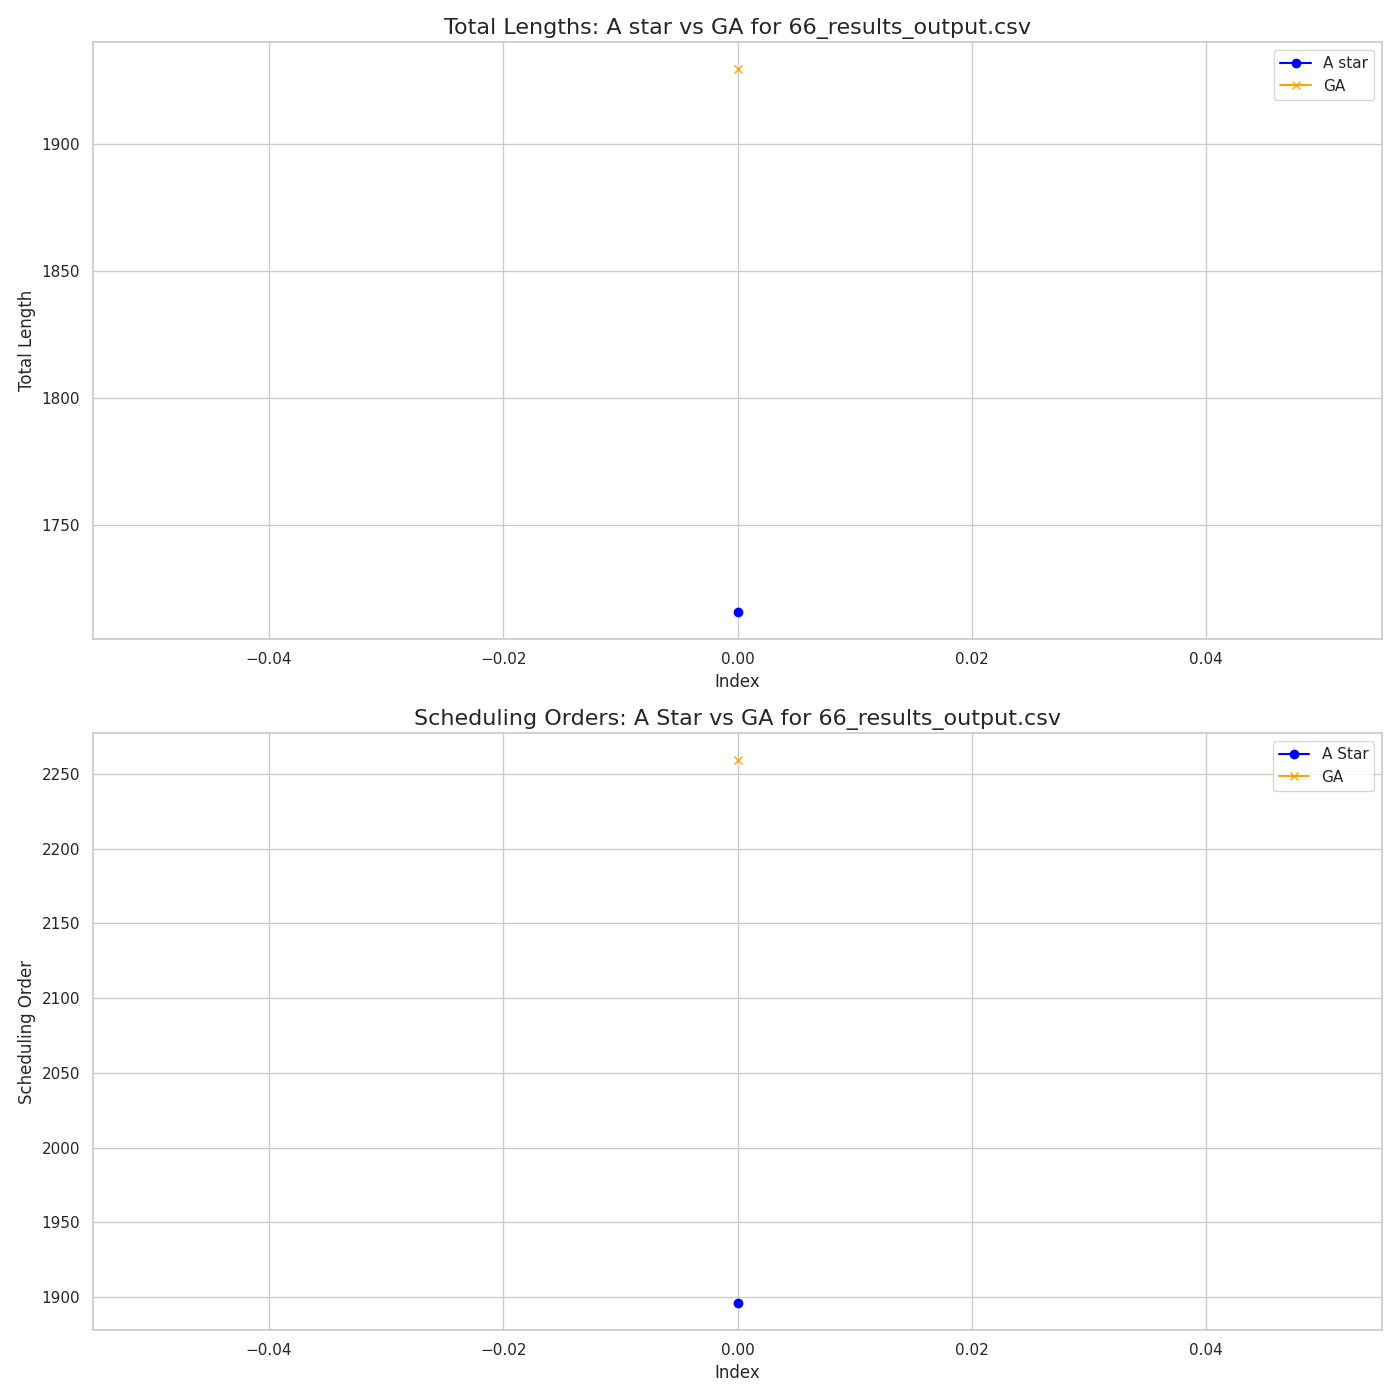 Total Lengths: A star vs GA for 66_results_output.csv
A star
GA
1900
1850
1800
1750
Total Length
−0.04
−0.02
0.00
0.02
0.04
Index
Scheduling Orders: A Star vs GA for 66_results_output.csv
A Star
GA
2250
2200
2150
2100
2050
2000
1950
1900
Scheduling Order
−0.04
−0.02
0.00
0.02
0.04
Index